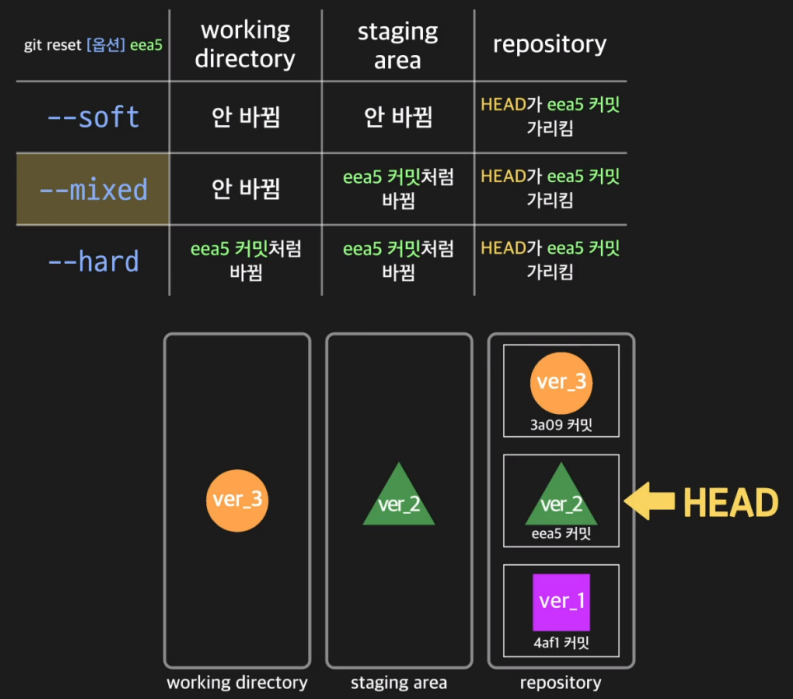 git reset [옵션] eea5
working
directory
staging
area
repository
--soft
안 바뀜
안 바뀜
HEAD가 eea5 커밋
가리킴
--mixed
안 바뀜
eea5 커밋처럼
바뀜
HEAD가 eea5 커밋
가리킴
--hard
eea5 커밋처럼
바뀜
eea5 커밋처럼
바뀜
HEAD가 eea5 커밋
가리킴
ver_3
ver_2
ver_3
3a09 커밋
ver_2
eea5 커밋
HEAD
ver_1
4af1 커밋
working directory
staging area
repository